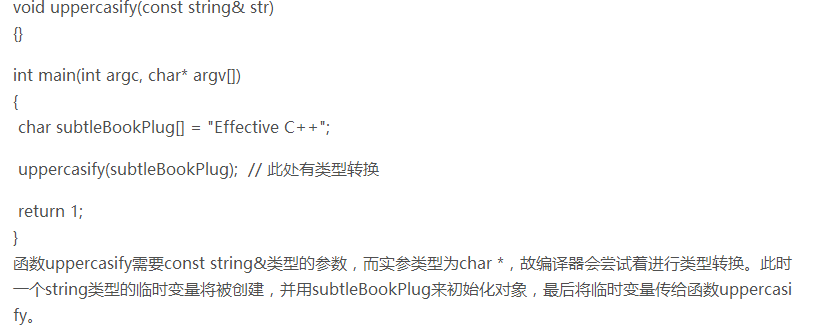 void uppercasify(const string& str)
{}
int main(int argc, char* argv[])
{
char subtleBookPlug[] = "Effective C++";
uppercasify(subtleBookPlug);  // 此处有类型转换
return 1;
}
函数uppercasify需要const string&类型的参数，而实参类型为char *，故编译器会尝试着进行类型转换。此时
一个string类型的临时变量将被创建，并用subtleBookPlug来初始化对象，最后将临时变量传给函数uppercasi
fy。